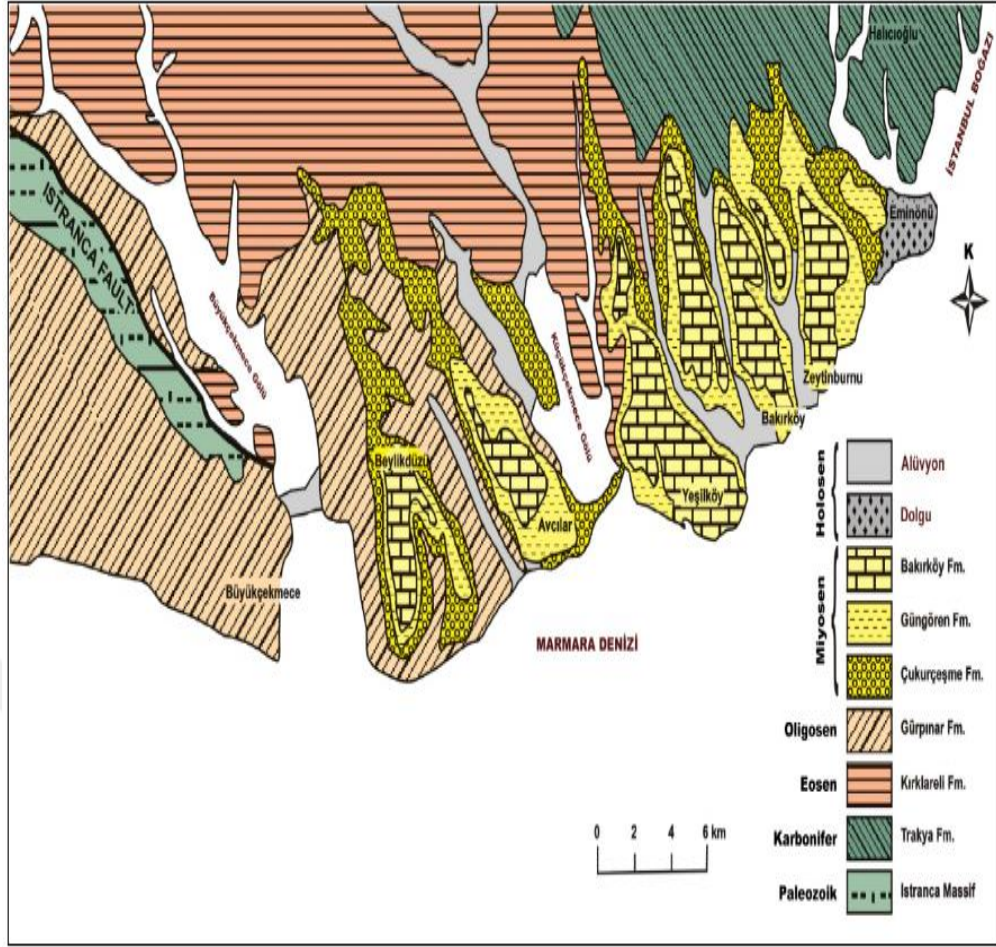 Halıcıoğlu
İSTANBUL BOĞAZI
ISTRANCA FAULT
Eminönü
K
Büyükçekmece Gölü
Küçükçekmece Gölü
Zeytinburnu
Bakırköy
Beylikdüzü
Yeşilköy
Avcılar
Büyükçekmece
MARMARA DENİZİ
Holosen
Alüvyon
Dolgu
Miyosen
Bakırköy Fm.
Güngören Fm.
Çukurçeşme Fm.
Oligosen Gürpınar Fm.
Eosen Kırklareli Fm.
Karbonifer Trakya Fm.
Paleozoik Istranca Massif
0 2 4 6 km